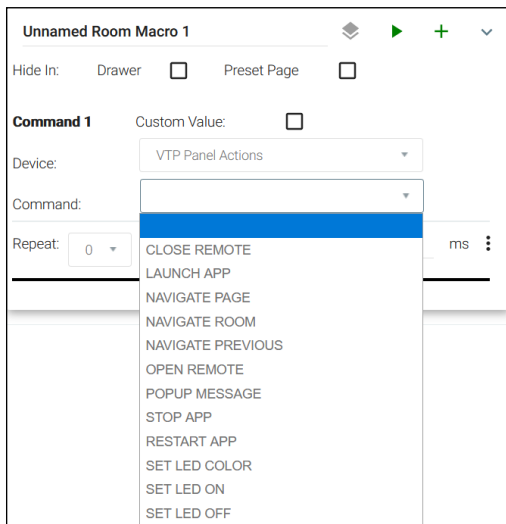 Unnamed Room Macro 1
Hide In: Drawer Preset Page
Command 1 Custom Value:
Device: VTP Panel Actions
Command:
Repeat: 0 ms
CLOSE REMOTE
LAUNCH APP
NAVIGATE PAGE
NAVIGATE ROOM
NAVIGATE PREVIOUS
OPEN REMOTE
POPUP MESSAGE
STOP APP
RESTART APP
SET LED COLOR
SET LED ON
SET LED OFF